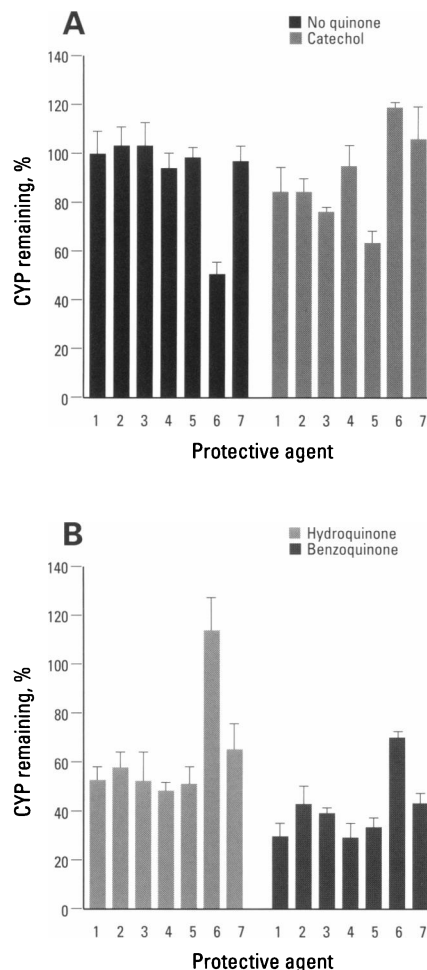 A
No quinone
Catechol
140
120
100
80
60
40
20
0
CYP remaining, %
1 2 3 4 5 6 7 1 2 3 4 5 6 7
Protective agent
B
Hydroquinone
Benzoquinone
140
120
100
80
60
40
20
0
CYP remaining, %
1 2 3 4 5 6 7 1 2 3 4 5 6 7
Protective agent